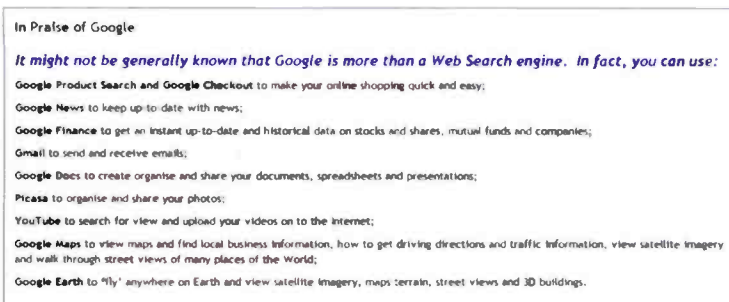 In Praise of Google
It might not be generally known that Google is more than a Web Search engine. In fact, you can use:
Google Product Search and Google Checkout to make your online shopping quick and easy;
Google News to keep up to date with news;
Google Finance to get an instant up-to-date and historical data on stocks and shares, mutual funds and companies;
Gmail to send and receive emails;
Google Docs to create organise and share your documents, spreadsheets and presentations;
Picasa to organise and share your photos;
YouTube to search for view and upload your videos on to the internet;
Google Maps to view maps and find local business information, how to get driving directions and traffic information, view satellite imagery
and walk through street views of many places of the World;
Google Earth to "fly' anywhere on Earth and view satellite imagery, maps terrain, street views and 3D buildings.